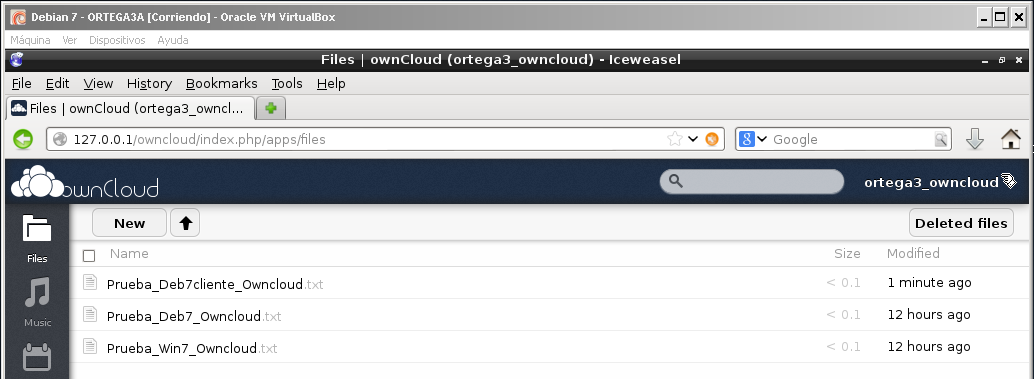 Debian 7 - ORTEGA3A [Corriendo] - Oracle VM VirtualBox
Máquina Ver Dispositivos Ayuda
Files | ownCloud (ortega3_owncloud) - Iceweasel
File Edit View History Bookmarks Tools Help
Files | ownCloud (ortega3_owncl...
127.0.0.1/owncloud/index.php/apps/files
8 Google
ownCloud
ortega3_owncloud
New
Deleted files
Files
Name Size Modified
Prueba_Deb7cliente_Owncloud.txt < 0.1 1 minute ago
Music
Prueba_Deb7_Owncloud.txt < 0.1 12 hours ago
Prueba_Win7_Owncloud.txt < 0.1 12 hours ago